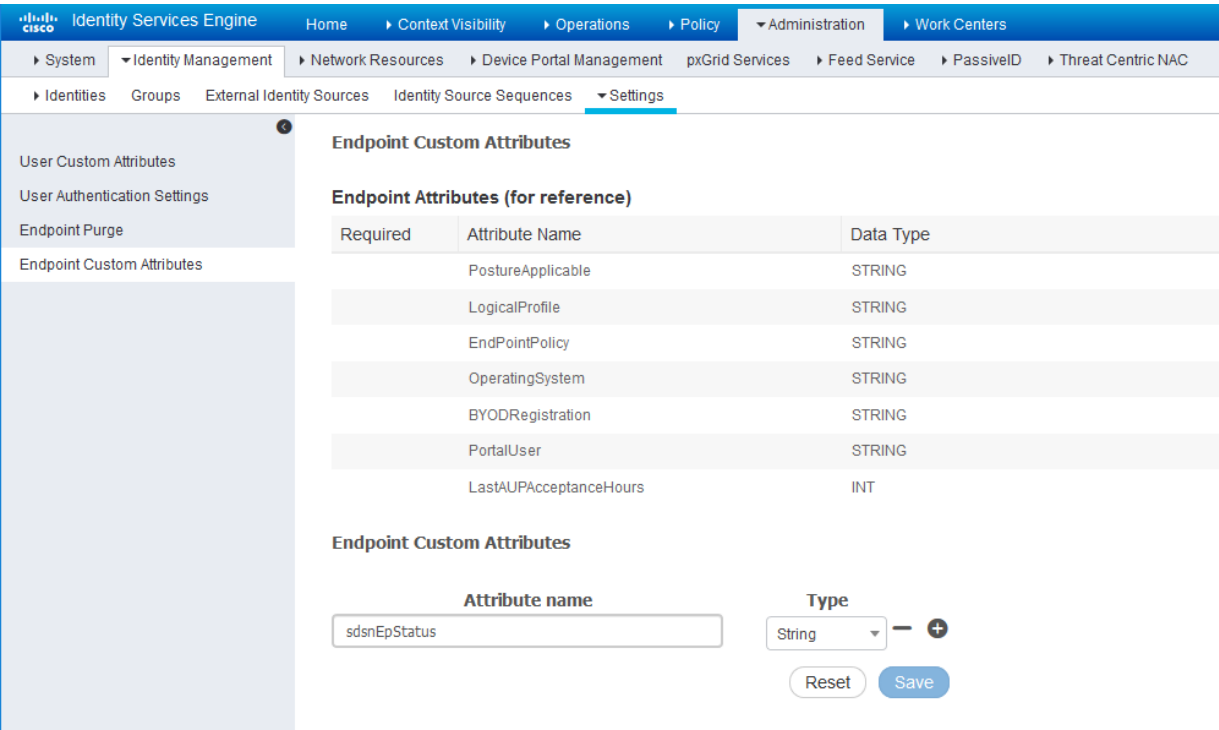 cisco Identity Services Engine Home Context Visibility Operations Policy Administration Work Centers
System Identity Management Network Resources Device Portal Management pxGrid Services Feed Service PassiveID Threat Centric NAC
Identities Groups External Identity Sources Identity Source Sequences Settings
User Custom Attributes
User Authentication Settings
Endpoint Purge
Endpoint Custom Attributes
Endpoint Custom Attributes
Endpoint Attributes (for reference)
Required Attribute Name Data Type
PostureApplicable STRING
LogicalProfile STRING
EndPointPolicy STRING
OperatingSystem STRING
BYODRegistration STRING
PortalUser STRING
LastAUPAcceptanceHours INT
Endpoint Custom Attributes
Attribute name Type
sdsnEpStatus String
Reset Save